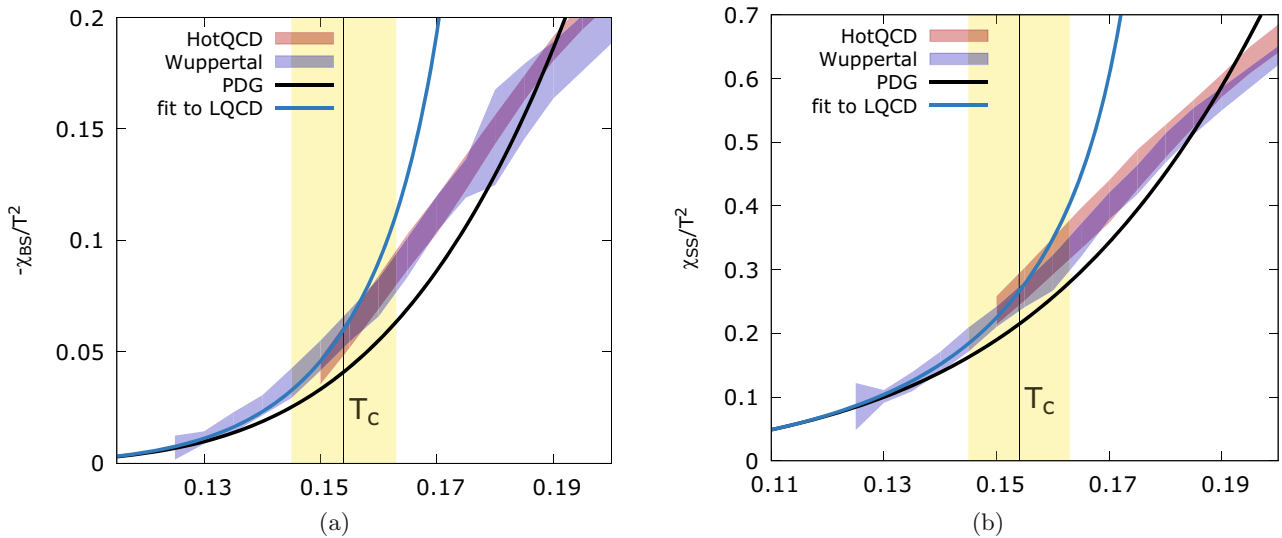 -χBS/T²
0.2
0.15
0.1
0.05
0
HotQCD
Wuppertal
PDG
fit to LQCD
Tc
0.13 0.15 0.17 0.19
(a)
χSS/T²
0.7
0.6
0.5
0.4
0.3
0.2
0.1
0
HotQCD
Wuppertal
PDG
fit to LQCD
Tc
0.11 0.13 0.15 0.17 0.19
(b)